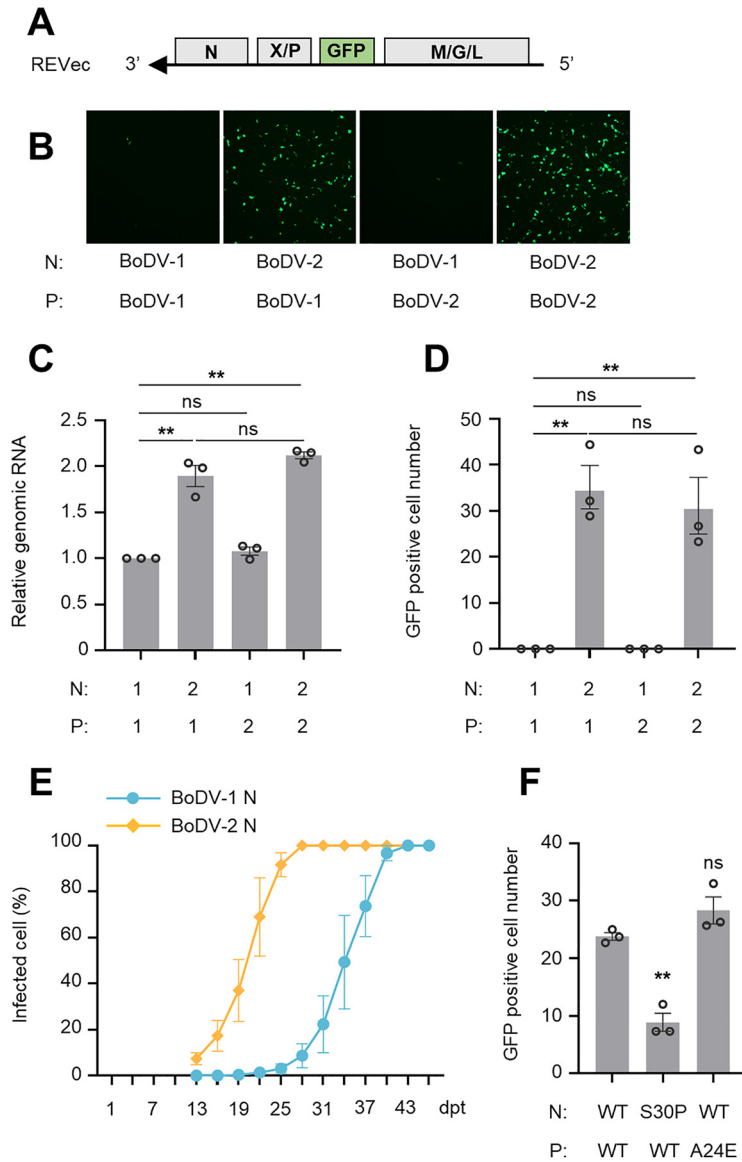 A
REVec 3’ N X/P GFP M/G/L 5’
B
N: BoDV-1 BoDV-2 BoDV-1 BoDV-2
P: BoDV-1 BoDV-1 BoDV-2 BoDV-2
C
**
ns
** ns
Relative genomic RNA
2.5
2.0
1.5
1.0
0.5
0
N: 1 2 1 2
P: 1 1 2 2
D
**
ns
** ns
GFP positive cell number
50
40
30
20
10
0
N: 1 2 1 2
P: 1 1 2 2
E
BoDV-1 N
BoDV-2 N
Infected cell (%)
100
80
60
40
20
0
1 7 13 19 25 31 37 43 dpt
F
GFP positive cell number
40
30
20
10
0
**
ns
N: WT S30P WT
P: WT WT A24E